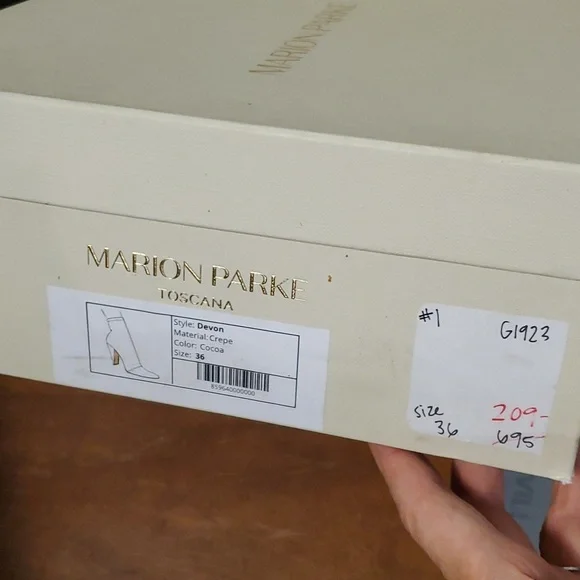 MARION PARKE
MARION PARKE
TOSCANA
Style: Devon
Material: Crepe
Color: Cocoa
Size: 36
859640000000
#1 G1923
size 209,-
36 695-